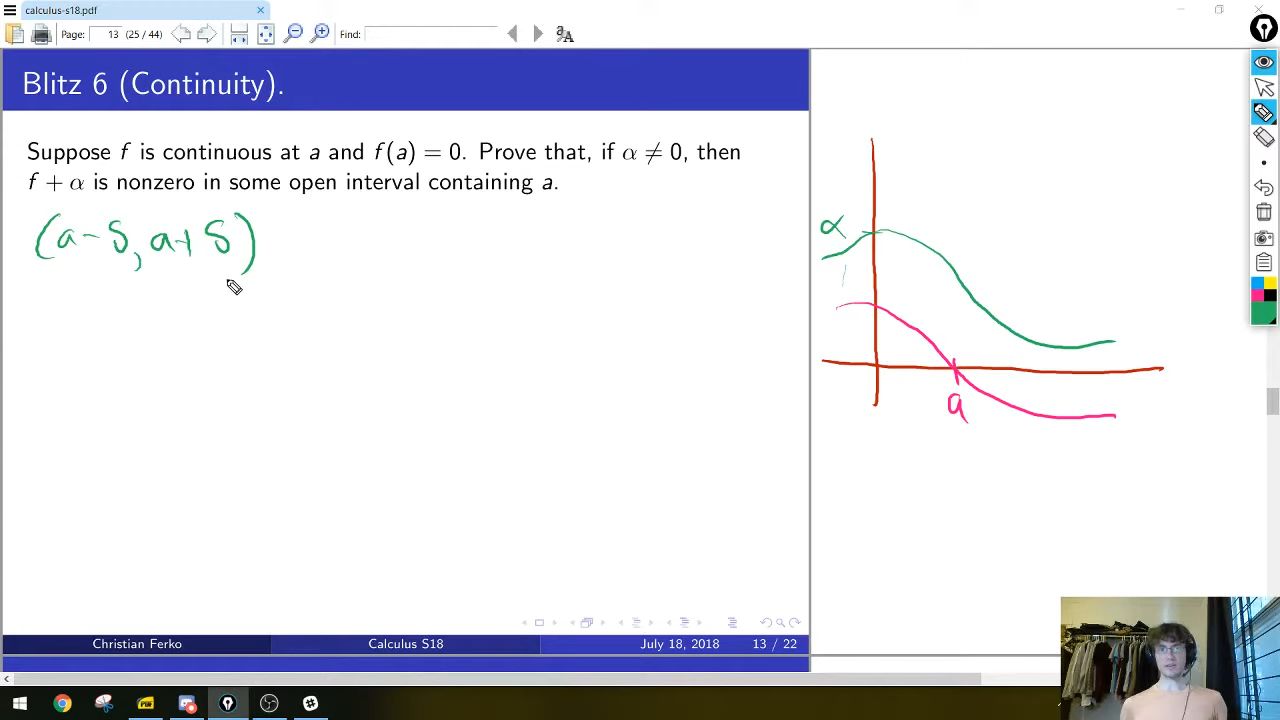 calculus-s18.pdf
Page: 13 (25 / 44) Find:
Blitz 6 (Continuity).
Suppose f is continuous at a and f(a) = 0. Prove that, if α ≠ 0, then
f + α is nonzero in some open interval containing a.
(a-δ, a+δ)
α
a
Christian Ferko Calculus S18 July 18, 2018 13 / 22